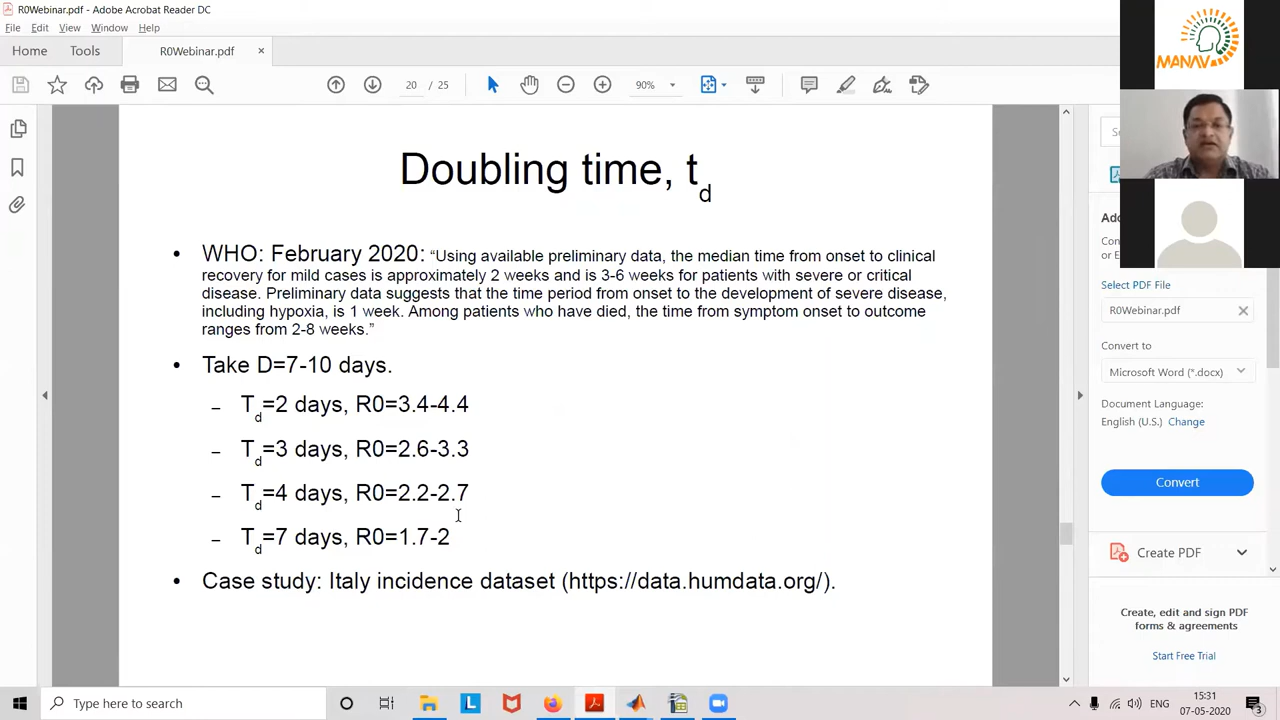 R0Webinar.pdf - Adobe Acrobat Reader DC
File Edit View Window Help
Home Tools R0Webinar.pdf ×
20 / 25 90%
MANAV
Doubling time, td
• WHO: February 2020: “Using available preliminary data, the median time from onset to clinical
recovery for mild cases is approximately 2 weeks and is 3-6 weeks for patients with severe or critical
disease. Preliminary data suggests that the time period from onset to the development of severe disease,
including hypoxia, is 1 week. Among patients who have died, the time from symptom onset to outcome
ranges from 2-8 weeks.”
• Take D=7-10 days.
– Td=2 days, R0=3.4-4.4
– Td=3 days, R0=2.6-3.3
– Td=4 days, R0=2.2-2.7
– Td=7 days, R0=1.7-2
• Case study: Italy incidence dataset (https://data.humdata.org/).
Select PDF File
R0Webinar.pdf
Convert to
Microsoft Word (*.docx)
Document Language:
English (U.S.) Change
Convert
Create PDF
Create, edit and sign PDF
forms & agreements
Start Free Trial
Type here to search
15:31
07-05-2020
3